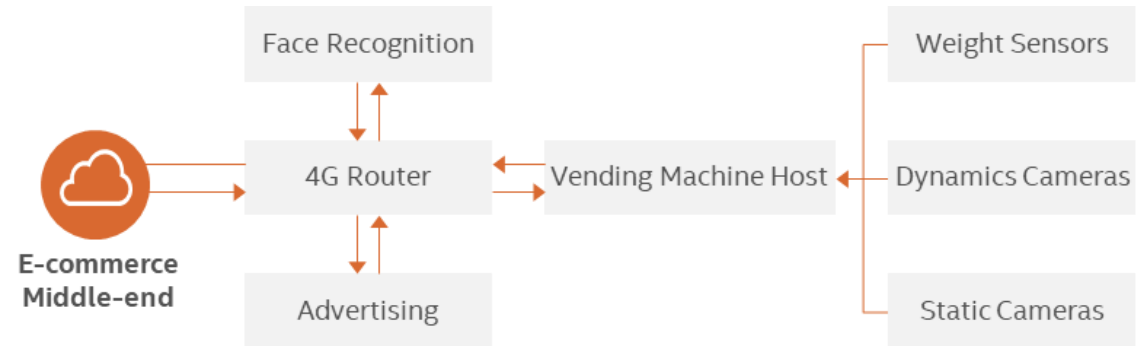 Face Recognition
Weight Sensors
4G Router
Vending Machine Host
Dynamics Cameras
E-commerce
Middle-end
Advertising
Static Cameras